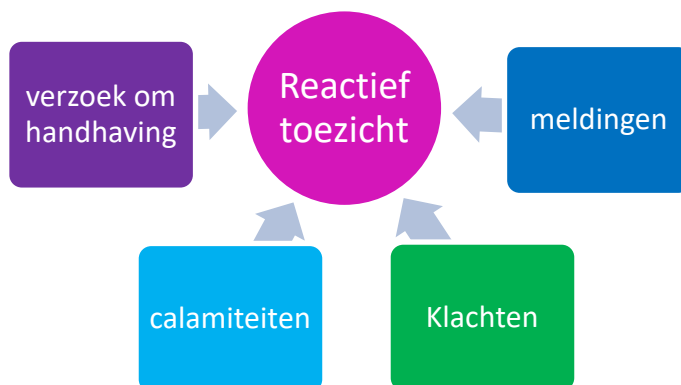 verzoek om
handhaving
Reactief
toezicht
meldingen
calamiteiten
Klachten